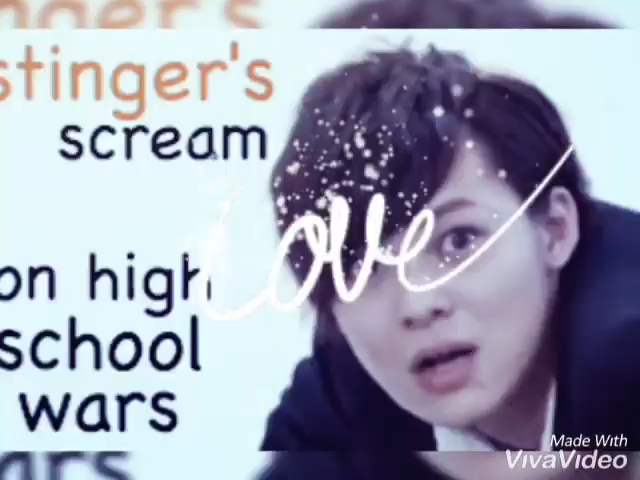 stinger's
scream
love
on high
school
wars
Made With
VivaVideo